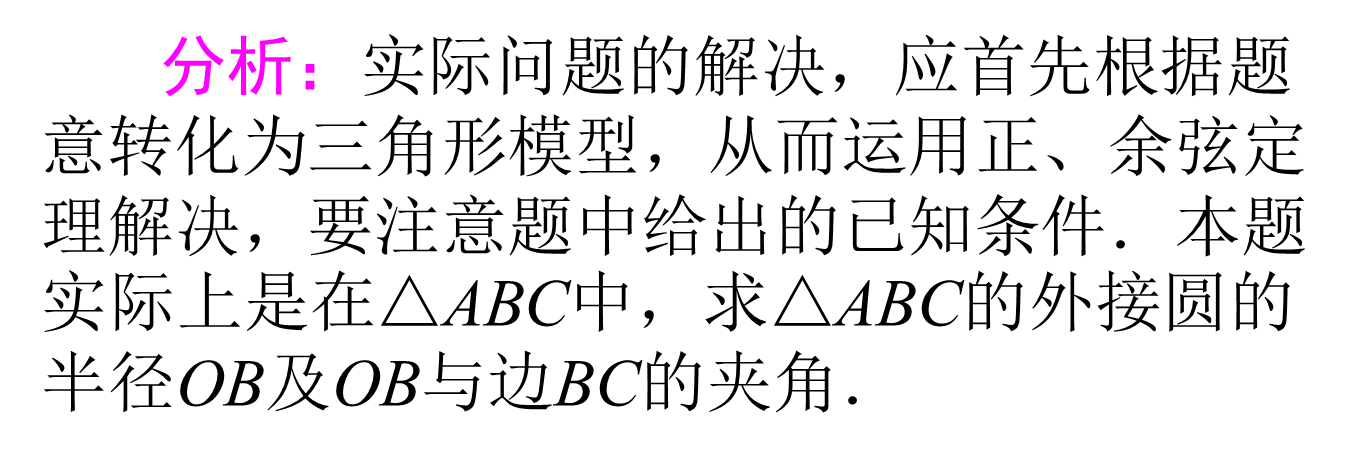 分析：实际问题的解决，应首先根据题
意转化为三角形模型，从而运用正、余弦定
理解决，要注意题中给出的已知条件．本题
实际上是在△ABC中，求△ABC的外接圆的
半径OB及OB与边BC的夹角．